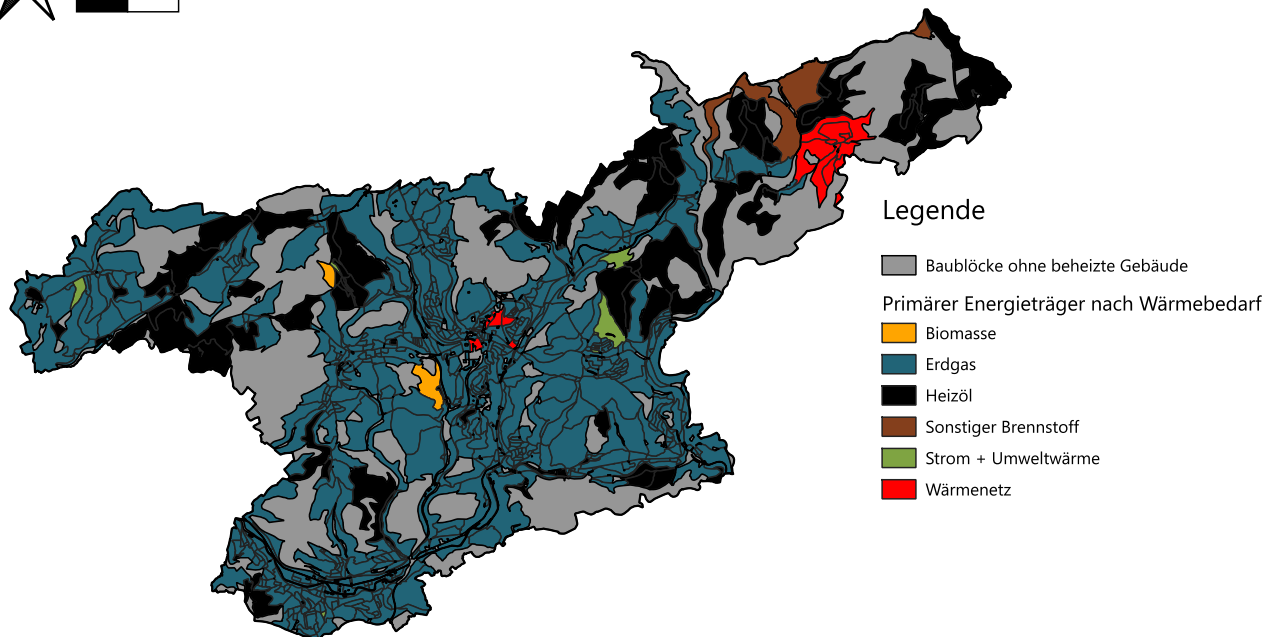 Legende
Baublöcke ohne beheizte Gebäude
Primärer Energieträger nach Wärmebedarf
Biomasse
Erdgas
Heizöl
Sonstiger Brennstoff
Strom + Umweltwärme
Wärmenetz